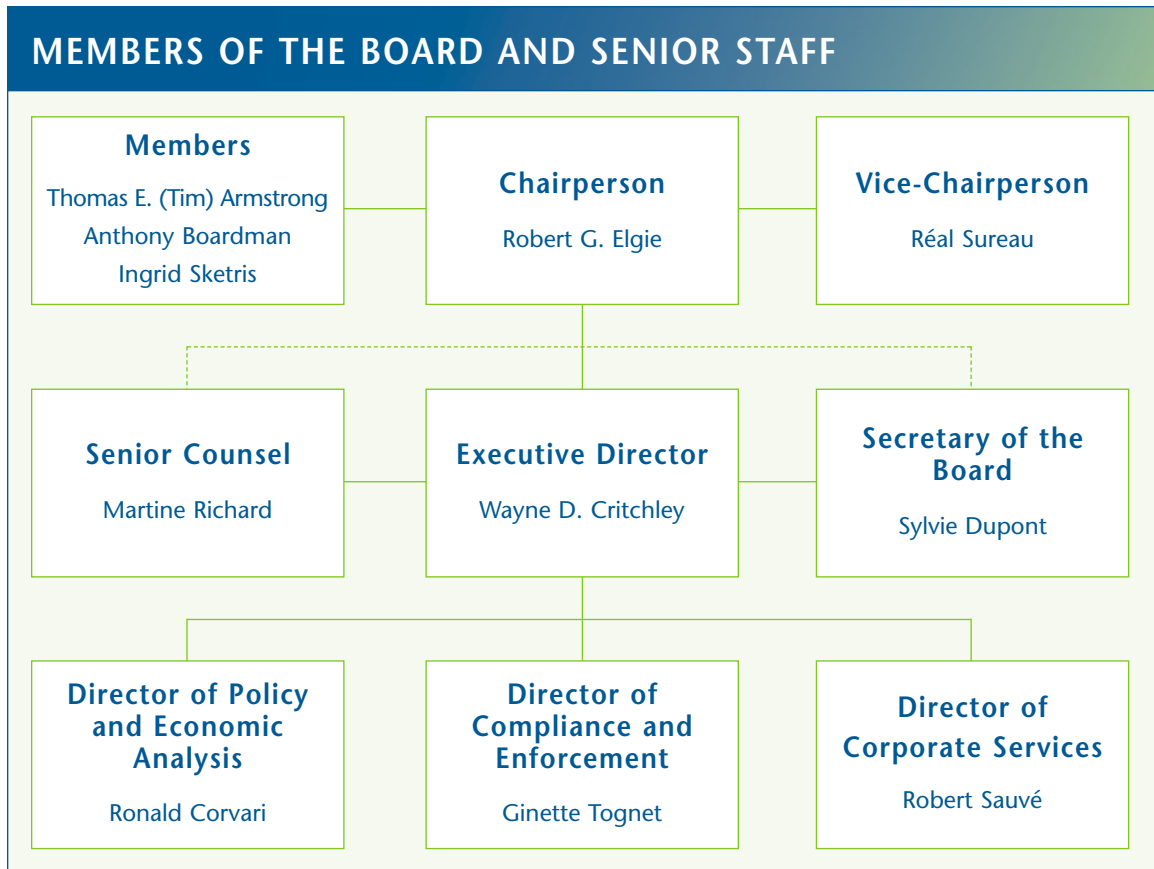 MEMBERS OF THE BOARD AND SENIOR STAFF
Members
Thomas E. (Tim) Armstrong
Anthony Boardman
Ingrid Sketris
Chairperson
Robert G. Elgie
Vice-Chairperson
Réal Sureau
Senior Counsel
Martine Richard
Executive Director
Wayne D. Critchley
Secretary of the
Board
Sylvie Dupont
Director of Policy
and Economic
Analysis
Ronald Corvari
Director of
Compliance and
Enforcement
Ginette Tognet
Director of
Corporate Services
Robert Sauvé